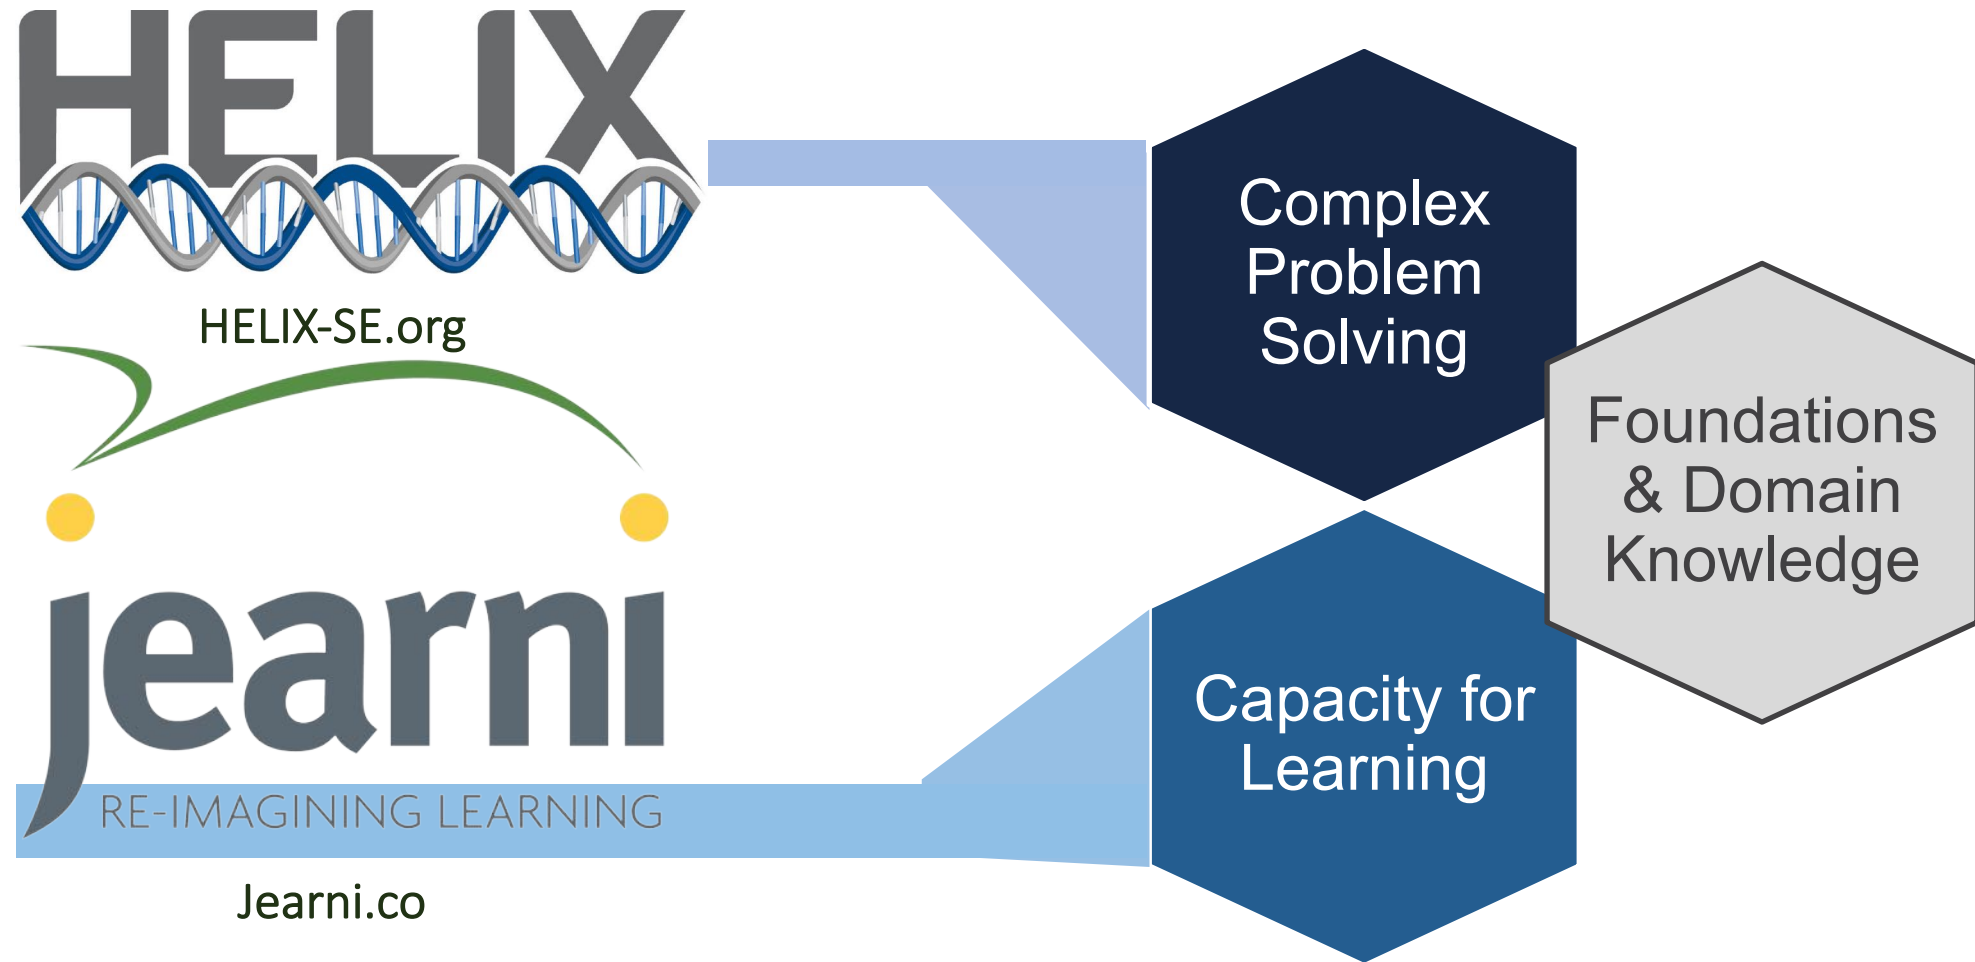 HELIX
HELIX-SE.org
jearni
RE-IMAGINING LEARNING
Jearni.co
Complex
Problem
Solving
Foundations
& Domain
Knowledge
Capacity for
Learning